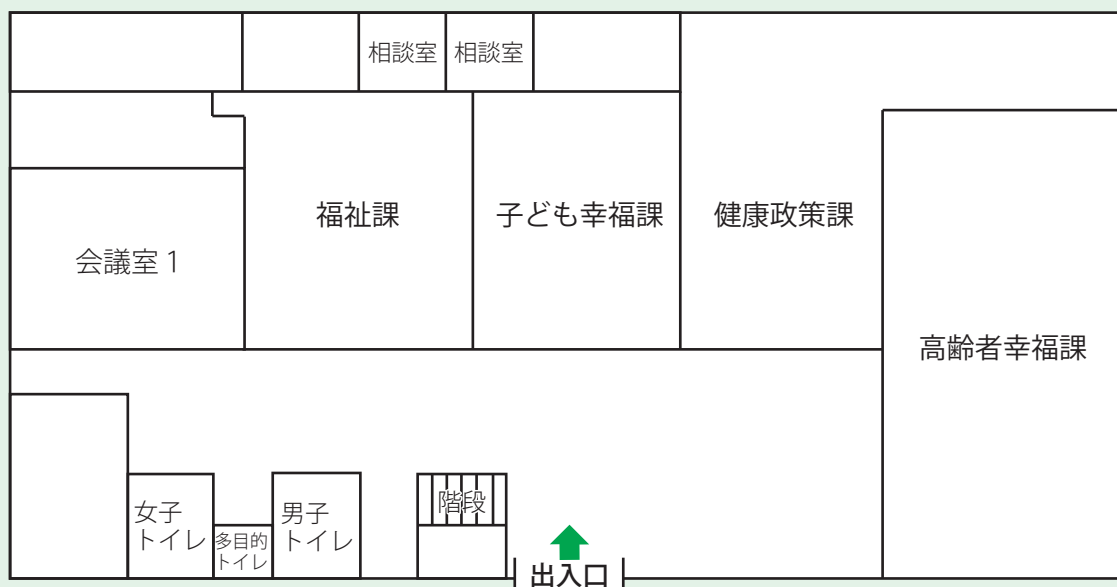 相談室
相談室
福祉課
子ども幸福課
健康政策課
会議室1
高齢者幸福課
女子
トイレ
多目的
トイレ
男子
トイレ
階段
出入口